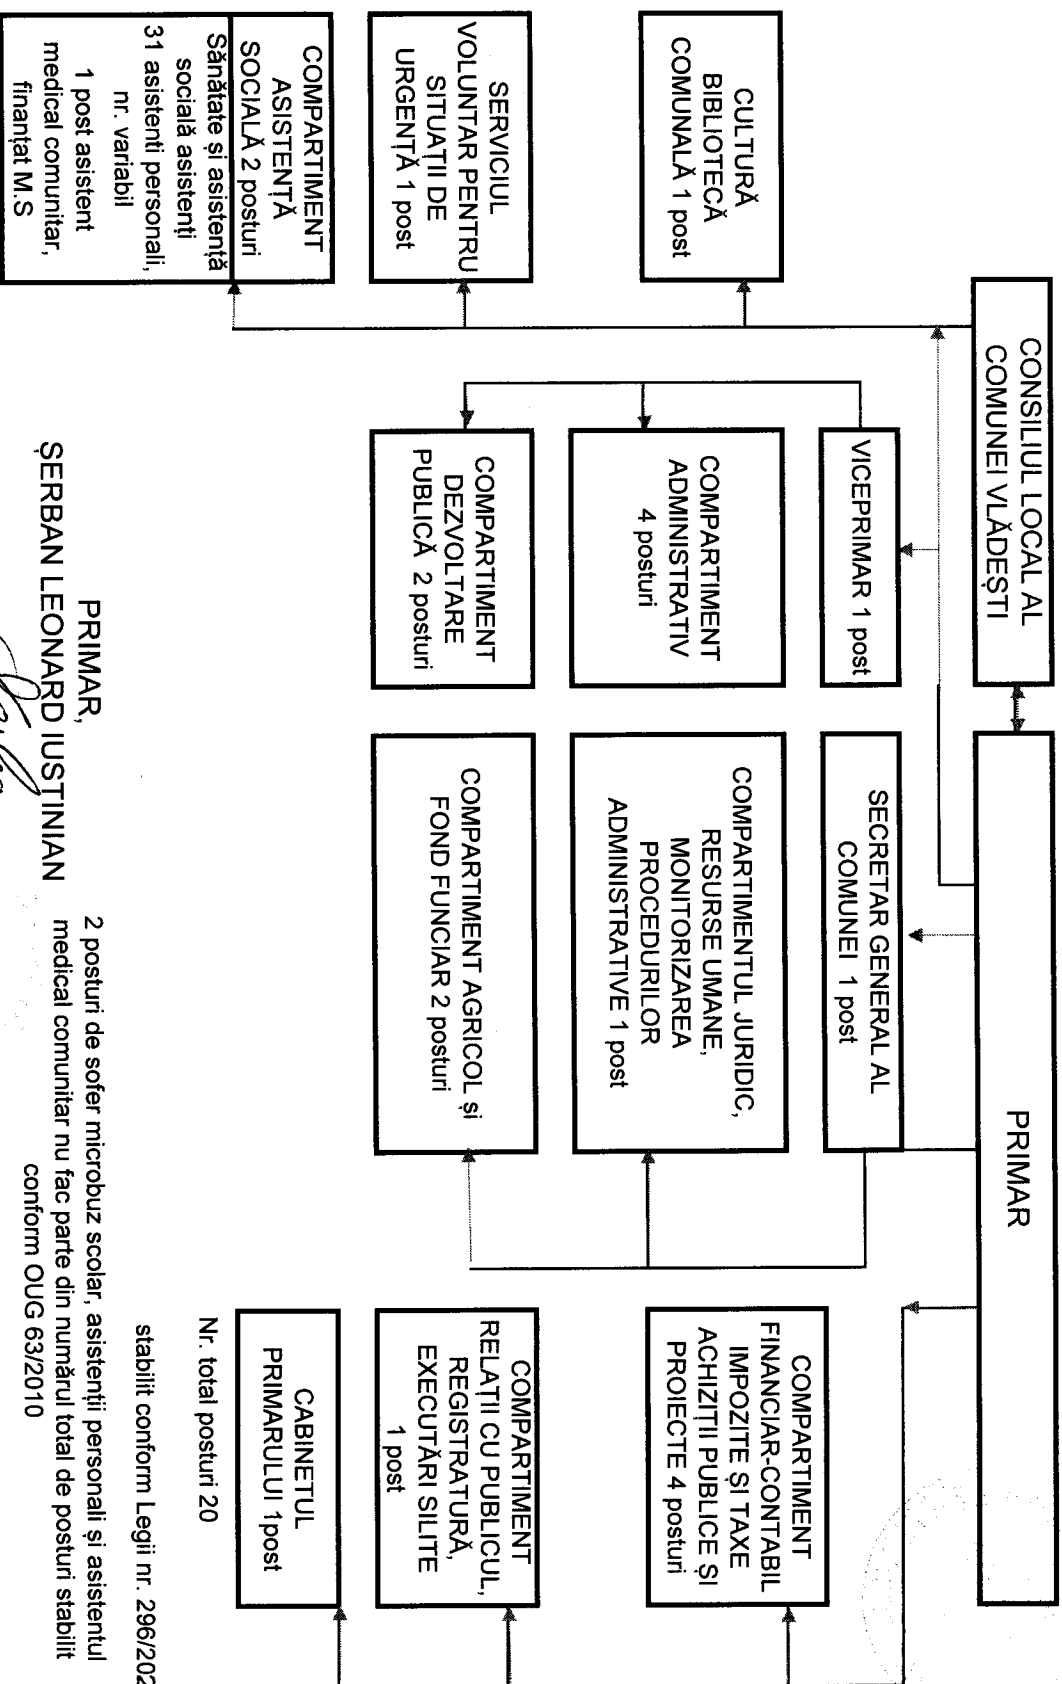 CONSILIUL LOCAL AL
COMUNEI VLĂDEȘTI
PRIMAR
VICEPRIMAR 1 post
SECRETAR GENERAL AL
COMUNEI 1 post
CULTURĂ
BIBLIOTECĂ
COMUNALĂ 1 post
COMPARTIMENT
ADMINISTRATIV
4 posturi
COMPARTIMENTUL JURIDIC,
RESURSE UMANE,
MONITORIZAREA
PROCEDURILOR
ADMINISTRATIVE 1 post
COMPARTIMENT
FINANCIAR-CONTABIL
IMPOZITE ȘI TAXE
ACHIZIȚII PUBLICE ȘI
PROIECTE 4 posturi
SERVICIUL
VOLUNTAR PENTRU
SITUAȚII DE
URGENȚĂ 1 post
COMPARTIMENT
DEZVOLTARE
PUBLICĂ 2 posturi
COMPARTIMENT AGRICOL și
FOND FUNCIAR 2 posturi
COMPARTIMENT
RELAȚII CU PUBLICUL,
REGISTRATURĂ,
EXECUTĂRI SILITE
1 post
COMPARTIMENT
ASISTENȚĂ
SOCIALĂ 2 posturi
Sănătate și asistență
socială asistenți
31 asistenti personali,
nr. variabil
1 post asistent
medical comunitar,
finanțat M.S
CABINETUL
PRIMARULUI 1post
Nr. total posturi 20
stabilit conform Legii nr. 296/202
PRIMAR,
ȘERBAN LEONARD IUSTINIAN
2 posturi de sofer microbuz scolar, asistenții personali și asistentul
medical comunitar nu fac parte din numărul total de posturi stabilit
conform OUG 63/2010